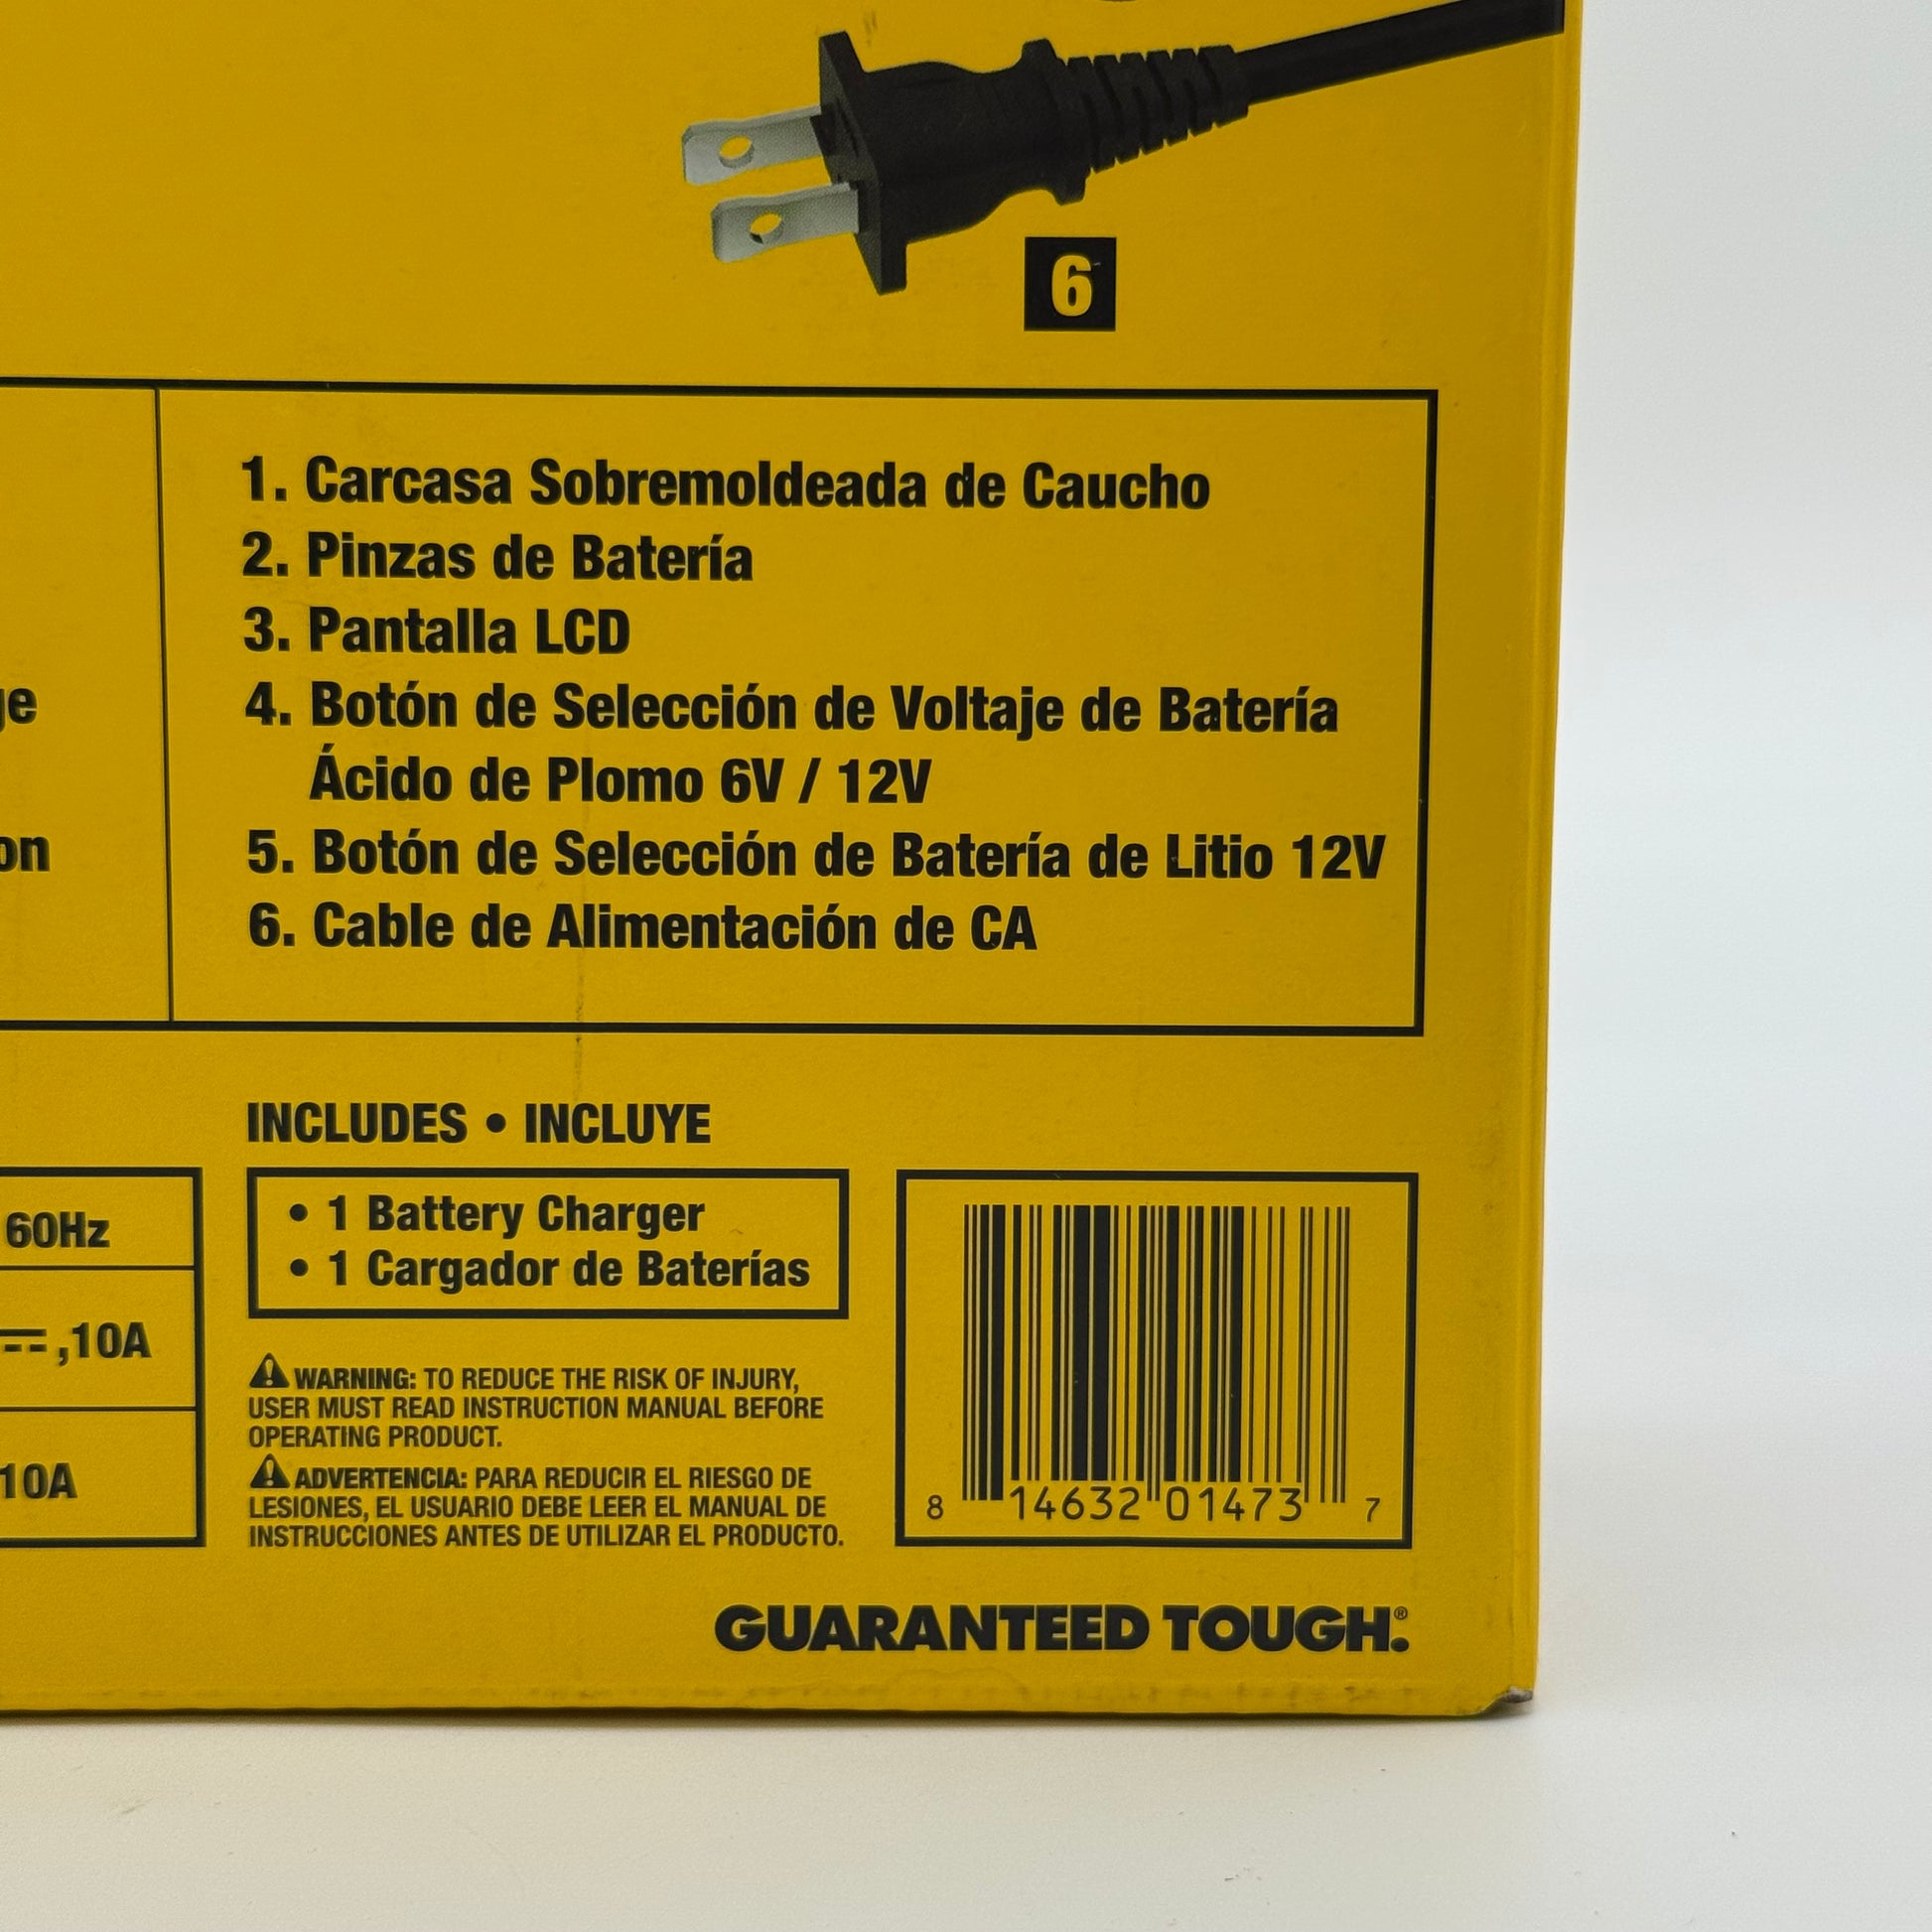 6
1. Carcasa Sobremoldeada de Caucho
2. Pinzas de Batería
3. Pantalla LCD
4. Botón de Selección de Voltaje de Batería
Ácido de Plomo 6V / 12V
5. Botón de Selección de Batería de Litio 12V
6. Cable de Alimentación de CA
INCLUDES • INCLUYE
60Hz
,10A
10A
• 1 Battery Charger
• 1 Cargador de Baterías
WARNING: TO REDUCE THE RISK OF INJURY,
USER MUST READ INSTRUCTION MANUAL BEFORE
OPERATING PRODUCT.
ADVERTENCIA: PARA REDUCIR EL RIESGO DE
LESIONES, EL USUARIO DEBE LEER EL MANUAL DE
INSTRUCCIONES ANTES DE UTILIZAR EL PRODUCTO.
8 14632 01473 7
GUARANTEED TOUGH.®